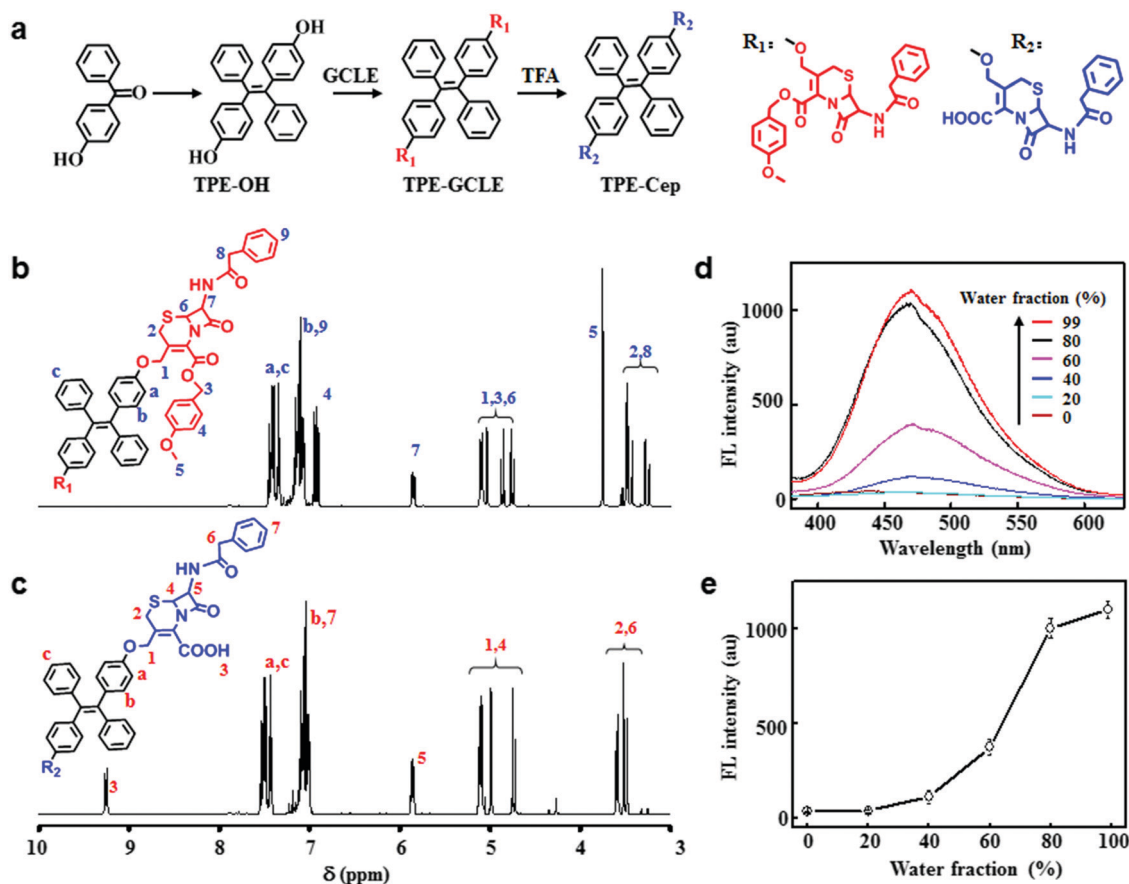 a
OH
HO
O
HO
TPE-OH
GCLE
R1
R1
TPE-GCLE
TFA
R2
R2
TPE-Cep
R1:
O
S
O
O
N
O
N
H
O
O
R2:
O
S
HOOC
N
O
N
H
O
b
9
8
HN
O
6
7
S
N
O
2
O
1
O
O
3
c
a
b
4
O
5
R1
a,c
b,9
4
7
1,3,6
5
2,8
c
7
6
HN
O
4
5
S
N
O
2
O
1
COOH
3
c
a
b
R2
3
a,c
b,7
5
1,4
2,6
10
9
8
7
6
5
4
3
δ (ppm)
d
FL intensity (au)
1000
500
0
Water fraction (%)
99
80
60
40
20
0
400
450
500
550
600
Wavelength (nm)
e
FL intensity (au)
1000
500
0
0
20
40
60
80
100
Water fraction (%)